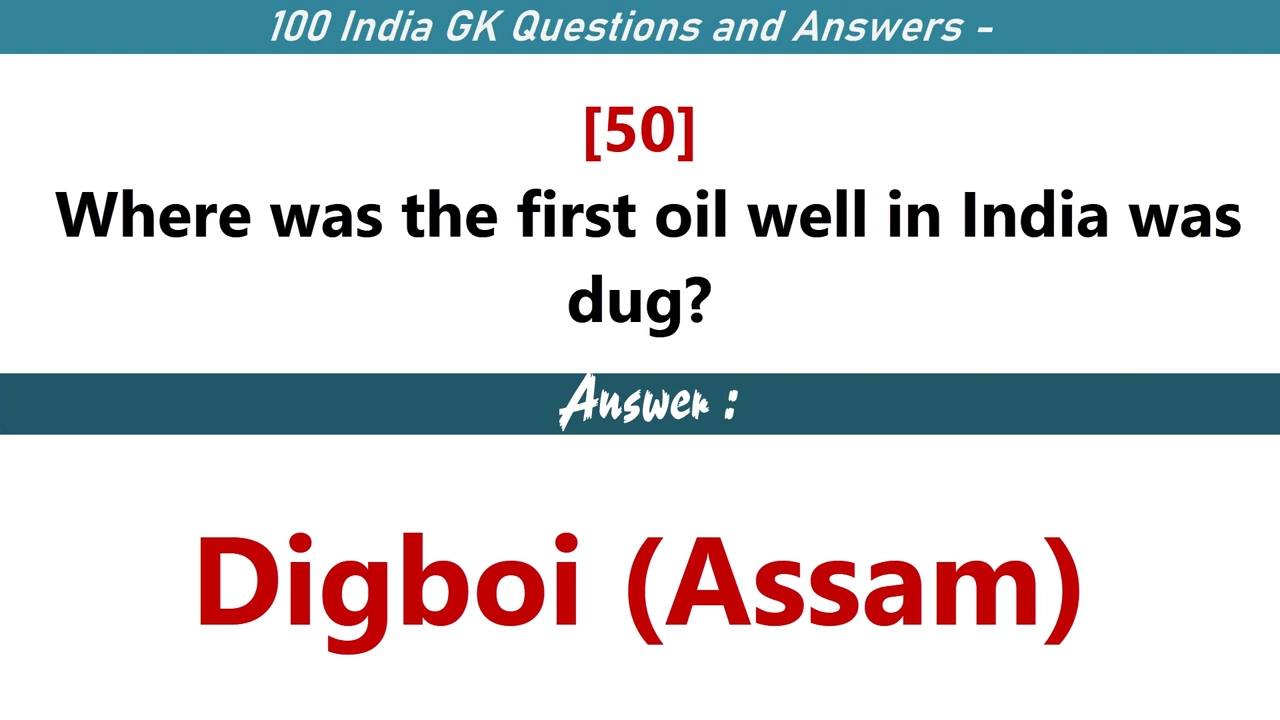 100 India GK Questions and Answers -
[50]
Where was the first oil well in India was
dug?
Answer :
Digboi (Assam)